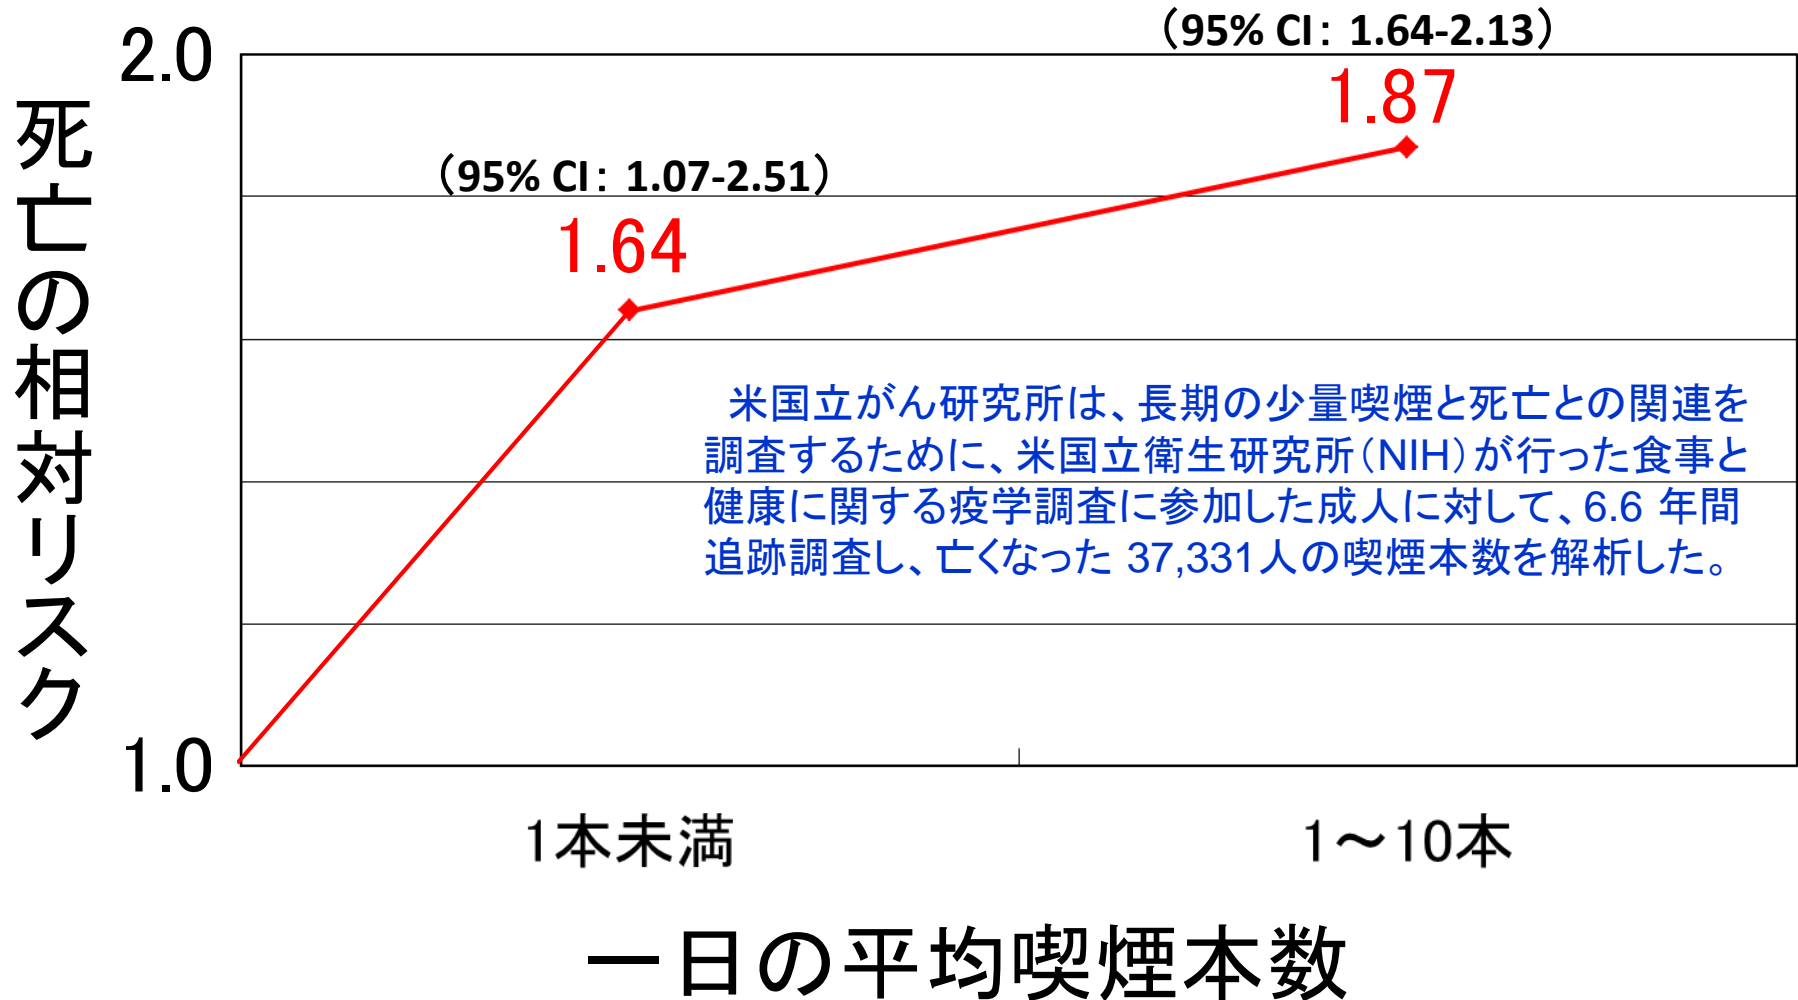 (95% CI： 1.64-2.13)
2.0
1.87
(95% CI： 1.07-2.51)
1.64
死亡の相対リスク
米国立がん研究所は、長期の少量喫煙と死亡との関連を
調査するために、米国立衛生研究所（NIH）が行った食事と
健康に関する疫学調査に参加した成人に対して、6.6 年間
追跡調査し、亡くなった 37,331人の喫煙本数を解析した。
1.0
1本未満
1～10本
一日の平均喫煙本数